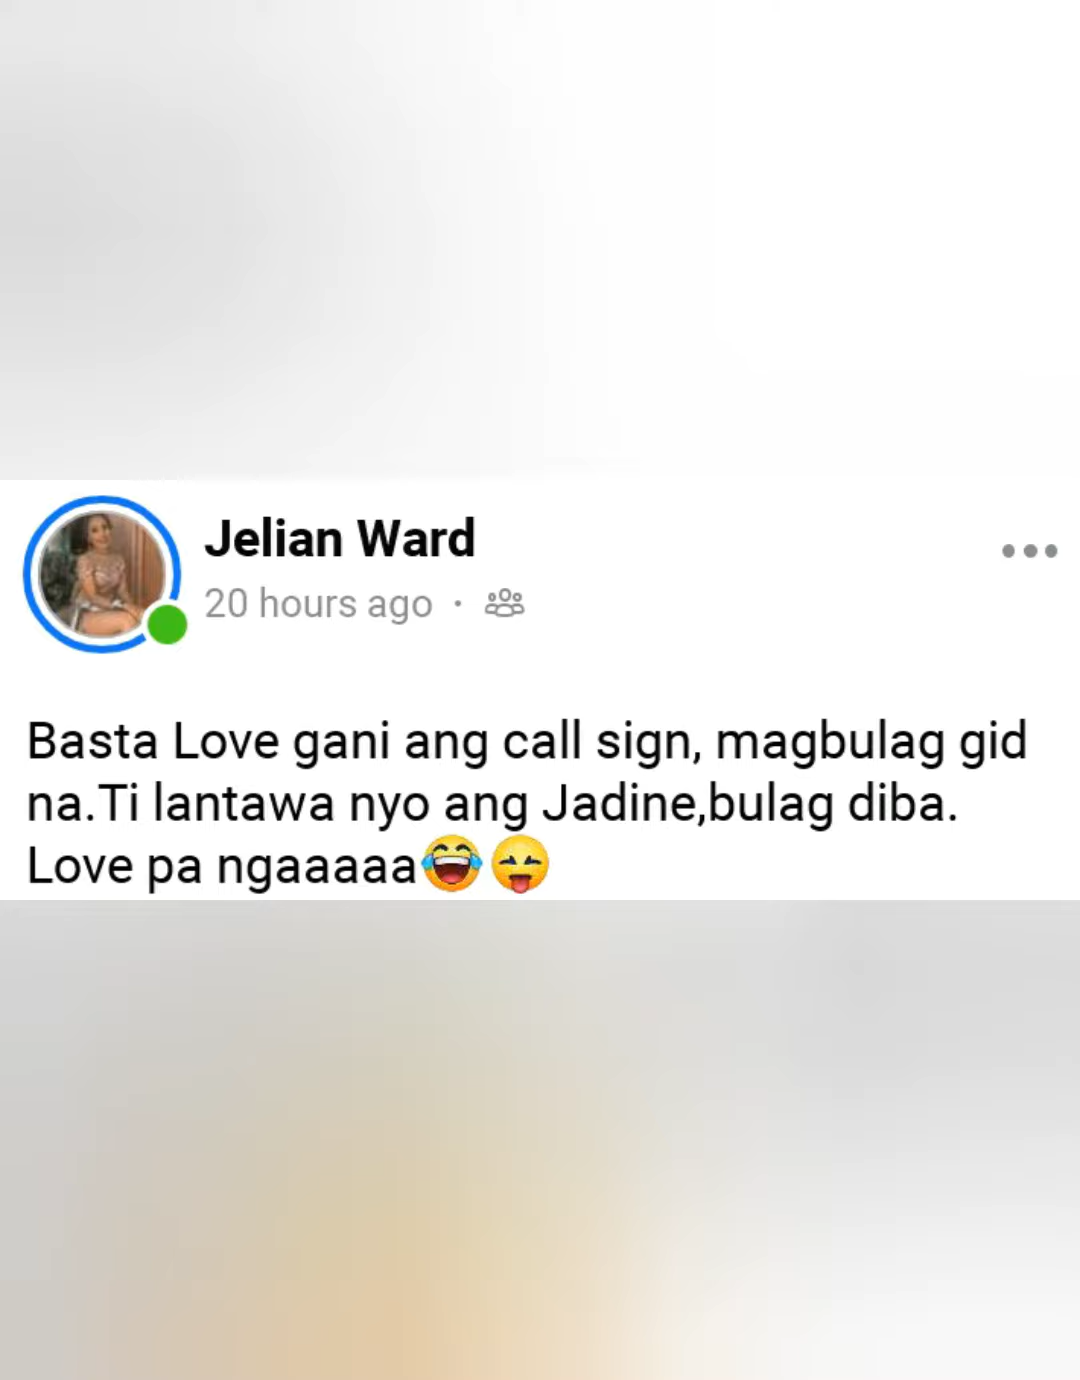 Jelian Ward
20 hours ago ·
Basta Love gani ang call sign, magbulag gid
na.Ti lantawa nyo ang Jadine,bulag diba.
Love pa ngaaaaa😂😝